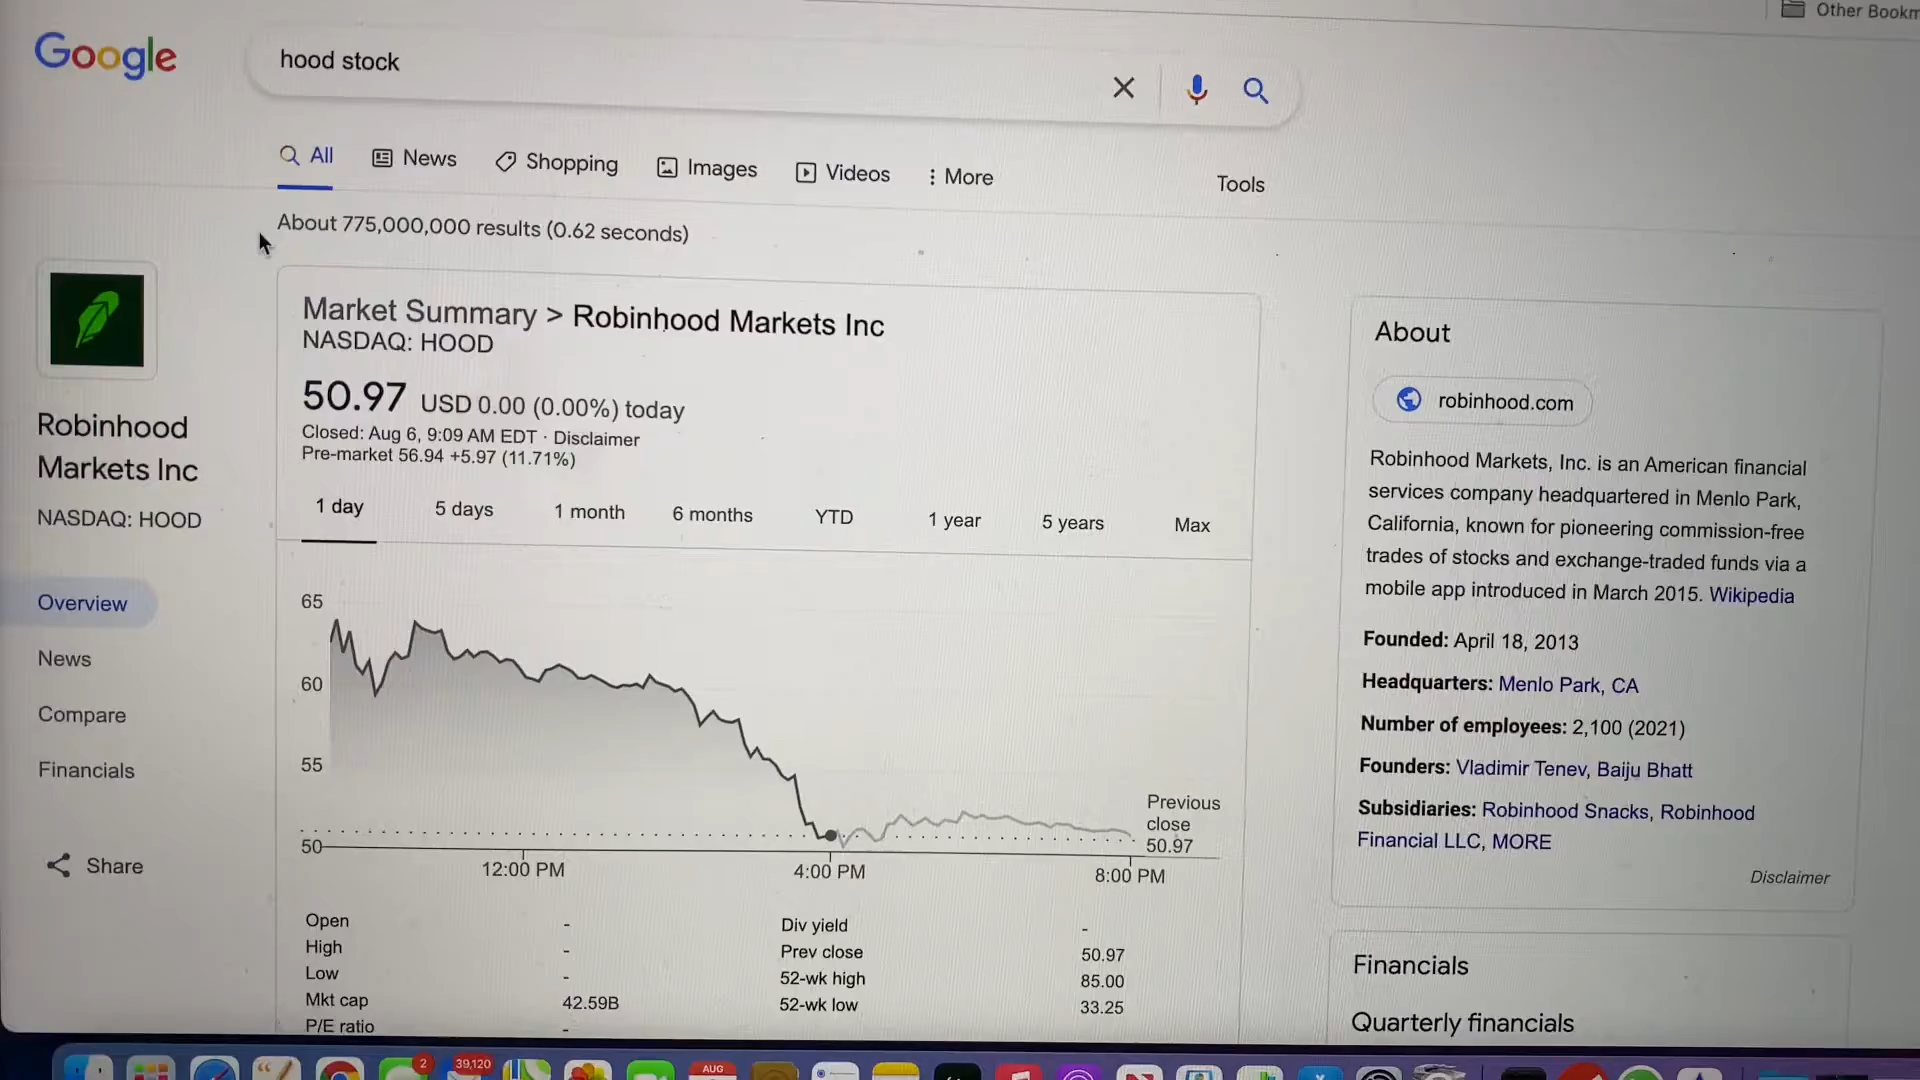 Other Bookm
Google
hood stock
All News Shopping Images Videos More
Tools
About 775,000,000 results (0.62 seconds)
Robinhood
Markets Inc
NASDAQ: HOOD
Overview
News
Compare
Financials
Share
Market Summary > Robinhood Markets Inc
NASDAQ: HOOD
50.97 USD 0.00 (0.00%) today
Closed: Aug 6, 9:09 AM EDT · Disclaimer
Pre-market 56.94 +5.97 (11.71%)
1 day 5 days 1 month 6 months YTD 1 year 5 years Max
65
60
55
50
Previous
close
50.97
12:00 PM 4:00 PM 8:00 PM
Open - Div yield -
High - Prev close 50.97
Low - 52-wk high 85.00
Mkt cap 42.59B 52-wk low 33.25
P/E ratio -
About
robinhood.com
Robinhood Markets, Inc. is an American financial
services company headquartered in Menlo Park,
California, known for pioneering commission-free
trades of stocks and exchange-traded funds via a
mobile app introduced in March 2015. Wikipedia
Founded: April 18, 2013
Headquarters: Menlo Park, CA
Number of employees: 2,100 (2021)
Founders: Vladimir Tenev, Baiju Bhatt
Subsidiaries: Robinhood Snacks, Robinhood
Financial LLC, MORE
Disclaimer
Financials
Quarterly financials
2
39,120
AUG